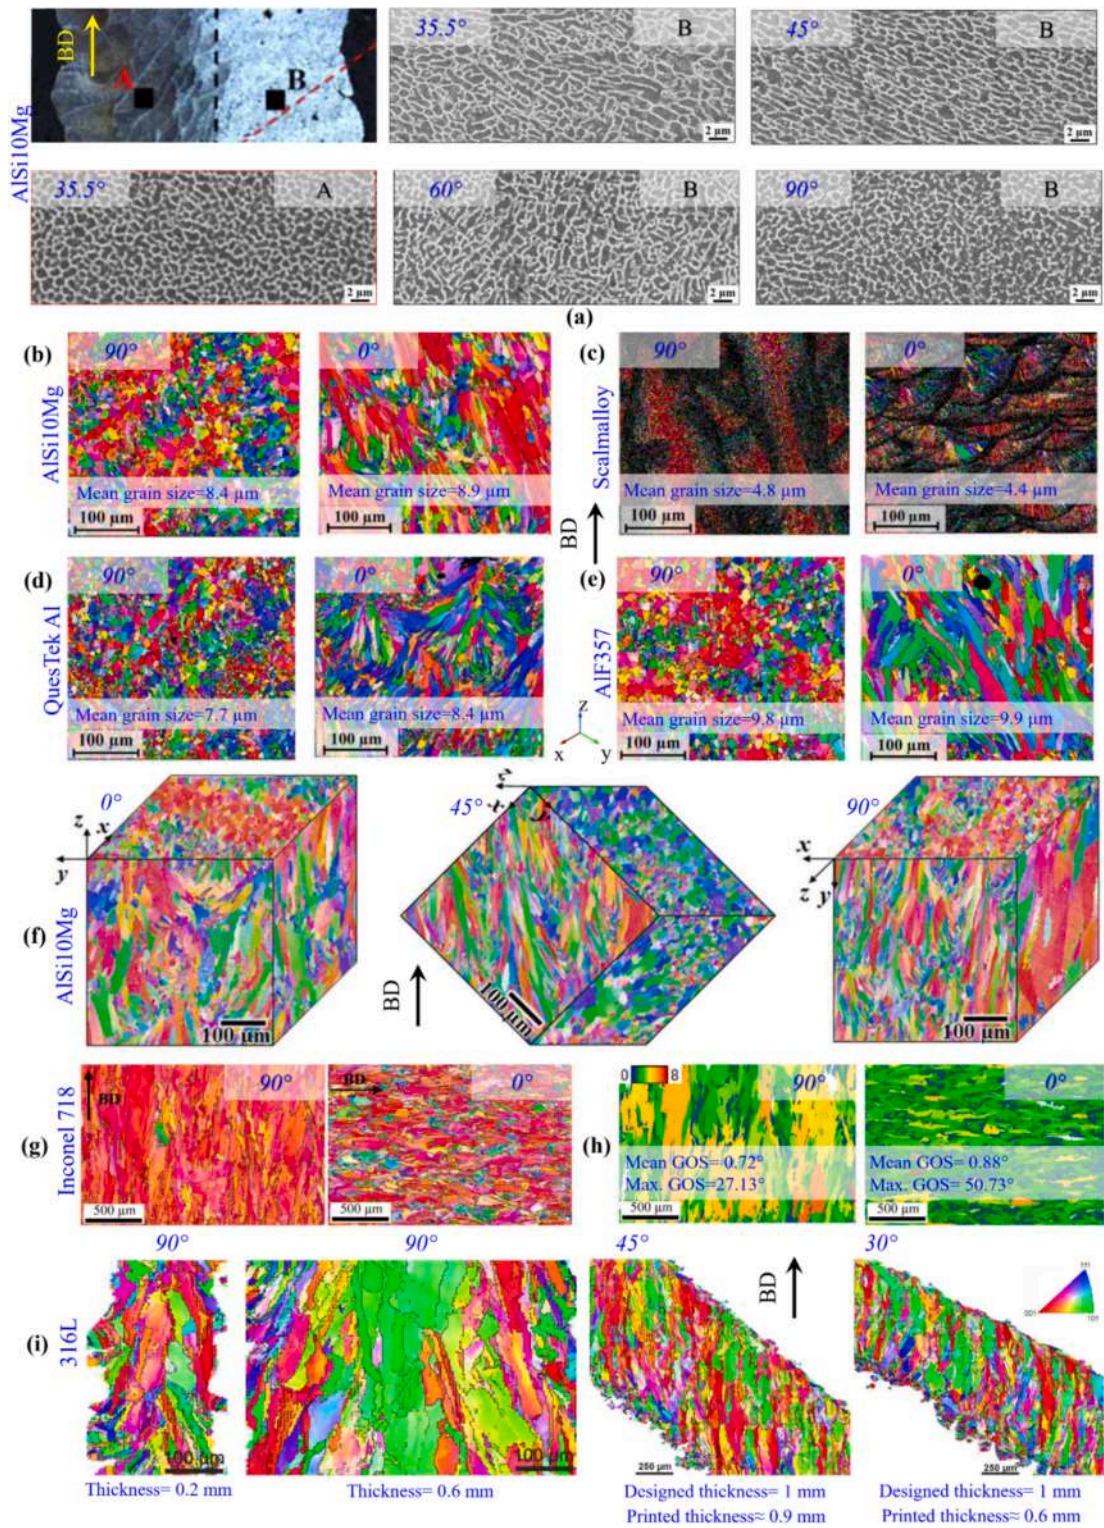 AlSi10Mg
BD
A
B
35.5°
B
2 µm
45°
B
2 µm
35.5°
A
2 µm
60°
B
2 µm
90°
B
2 µm
(a)
(b)
AlSi10Mg
90°
Mean grain size=8.4 µm
100 µm
0°
Mean grain size=8.9 µm
100 µm
(c)
Scalmalloy
90°
Mean grain size=4.8 µm
100 µm
0°
Mean grain size=4.4 µm
100 µm
BD
(d)
QuesTek Al
90°
Mean grain size=7.7 µm
100 µm
0°
Mean grain size=8.4 µm
100 µm
z
x
y
(e)
AlF357
90°
Mean grain size=9.8 µm
100 µm
0°
Mean grain size=9.9 µm
100 µm
(f)
AlSi10Mg
0°
z
x
y
100 µm
45°
z
x
y
100 µm
BD
90°
x
z
y
100 µm
(g)
Inconel 718
90°
BD
500 µm
0°
BD
500 µm
(h)
0
8
90°
Mean GOS= 0.72°
Max. GOS=27.13°
500 µm
0°
Mean GOS= 0.88°
Max. GOS= 50.73°
500 µm
(i)
316L
90°
100 µm
Thickness= 0.2 mm
90°
100 µm
Thickness= 0.6 mm
45°
250 µm
Designed thickness= 1 mm
Printed thickness≈ 0.9 mm
BD
30°
111
001
101
250 µm
Designed thickness= 1 mm
Printed thickness≈ 0.6 mm